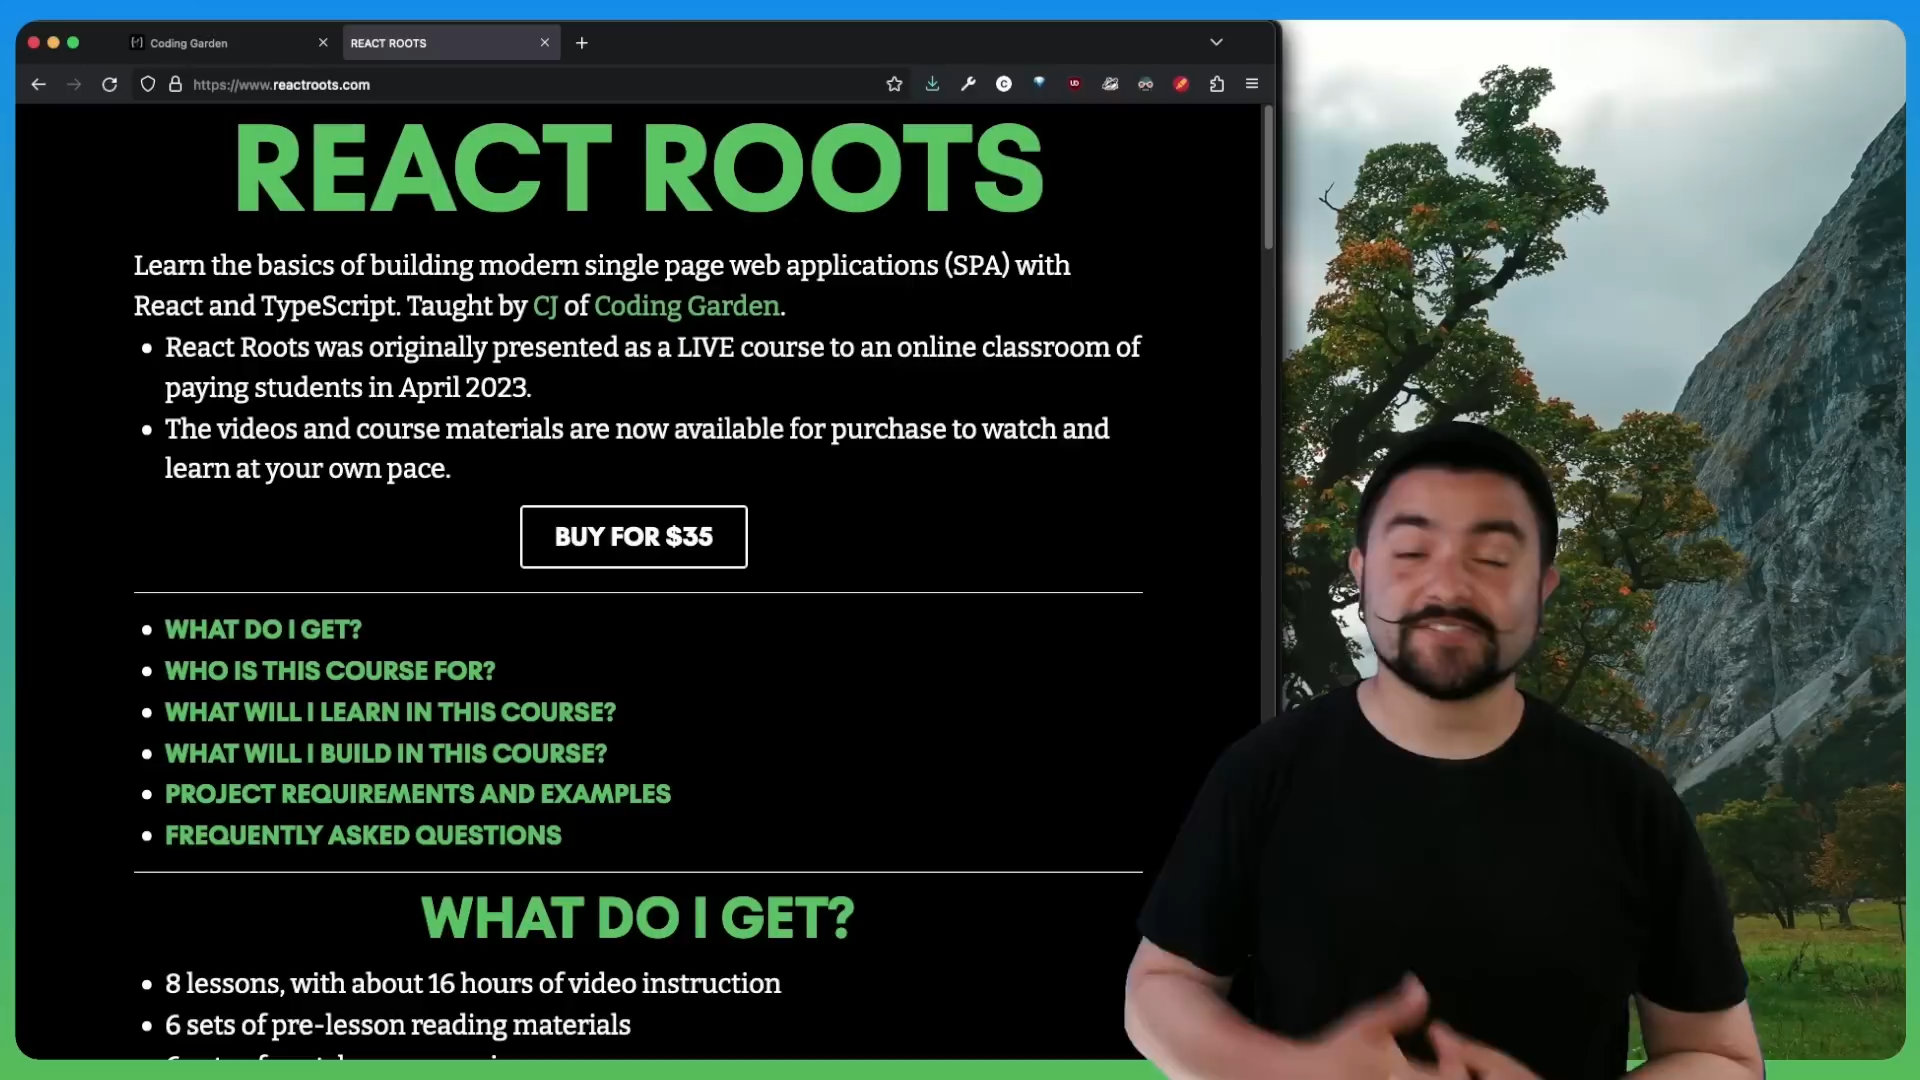 Coding Garden
REACT ROOTS
https://www.reactroots.com
REACT ROOTS
Learn the basics of building modern single page web applications (SPA) with
React and TypeScript. Taught by CJ of Coding Garden.
React Roots was originally presented as a LIVE course to an online classroom of
paying students in April 2023.
The videos and course materials are now available for purchase to watch and
learn at your own pace.
BUY FOR $35
WHAT DO I GET?
WHO IS THIS COURSE FOR?
WHAT WILL I LEARN IN THIS COURSE?
WHAT WILL I BUILD IN THIS COURSE?
PROJECT REQUIREMENTS AND EXAMPLES
FREQUENTLY ASKED QUESTIONS
WHAT DO I GET?
8 lessons, with about 16 hours of video instruction
6 sets of pre-lesson reading materials